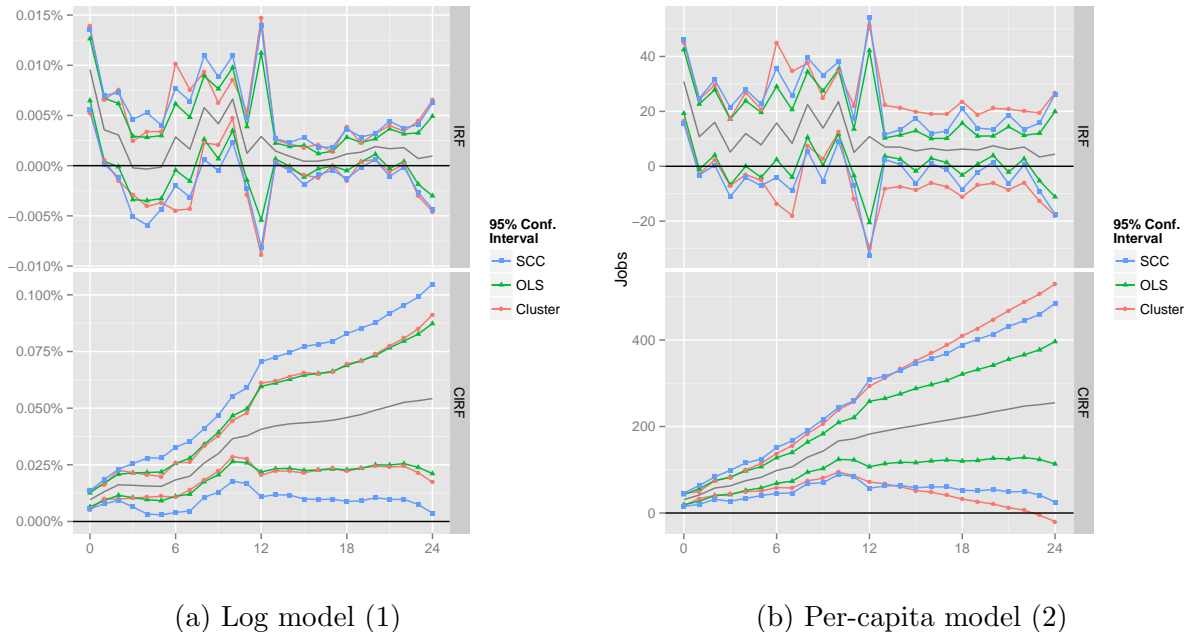 0.015%
0.010%
0.005%
0.000%
−0.005%
−0.010%
IRF
0.100%
0.075%
0.050%
0.025%
0.000%
CIRF
0 6 12 18 24
95% Conf.
Interval
SCC
OLS
Cluster
(a) Log model (1)
Jobs
40
20
0
−20
IRF
400
200
0
CIRF
0 6 12 18 24
95% Conf.
Interval
SCC
OLS
Cluster
(b) Per-capita model (2)